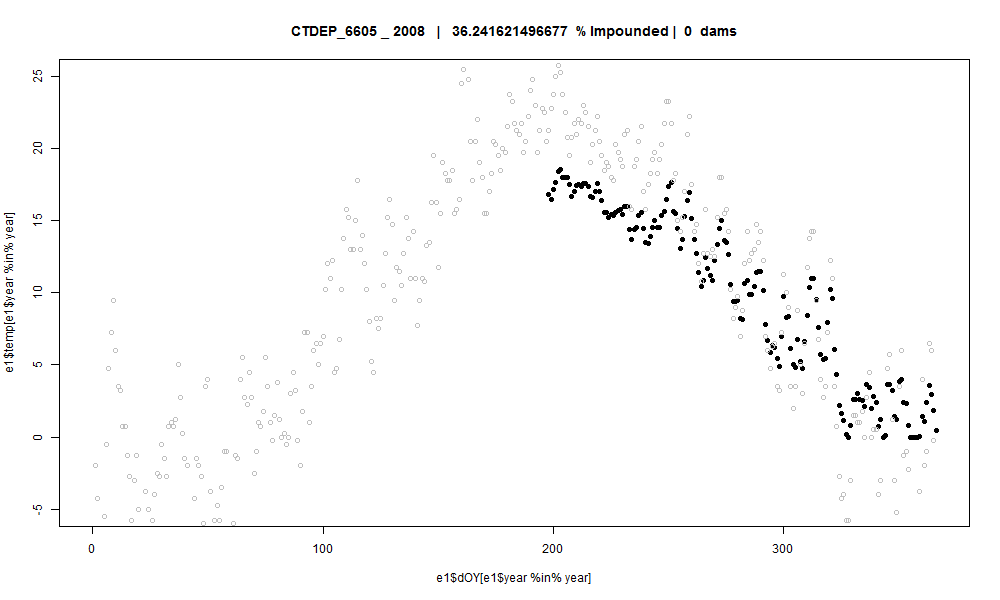 CTDEP_6605 _ 2008 | 36.241621496677 % Impounded | 0 dams
e1$temp[e1$year %in% year]
25
20
15
10
5
0
-5
0 100 200 300
e1$dOY[e1$year %in% year]